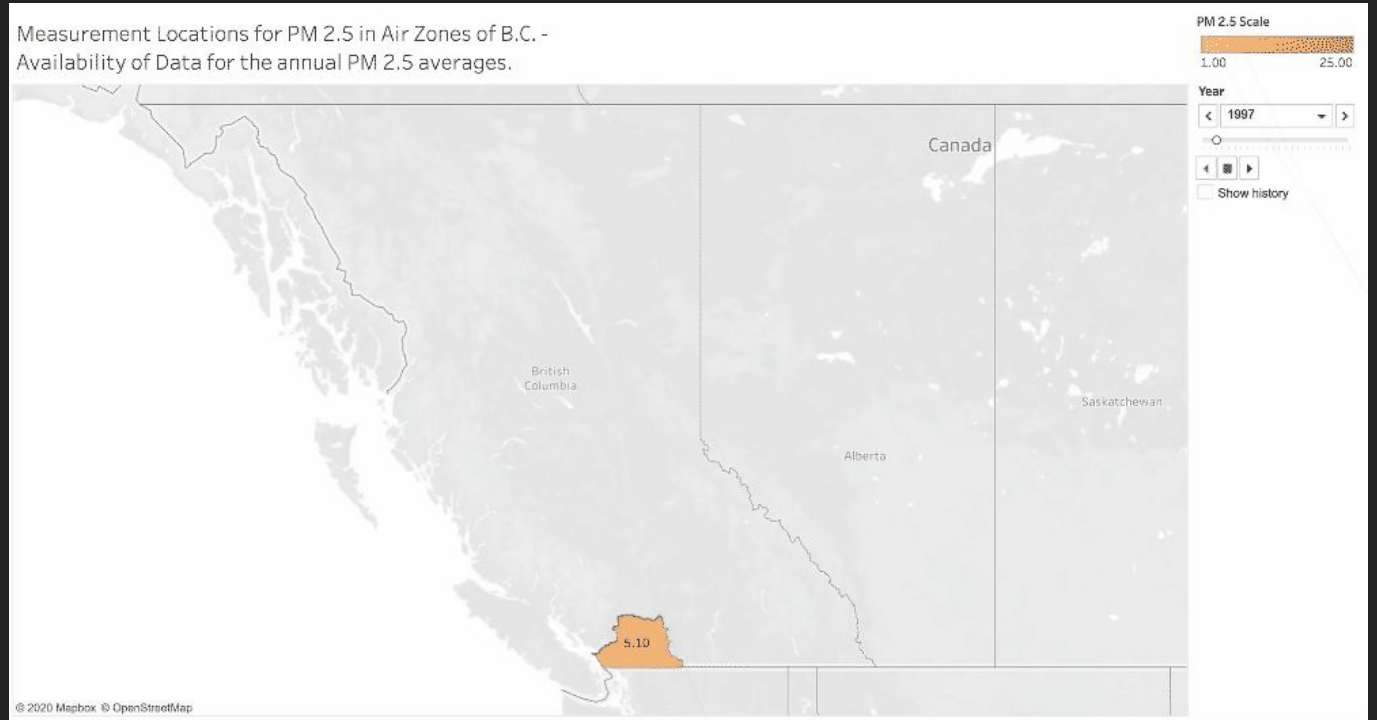 Measurement Locations for PM 2.5 in Air Zones of B.C. -
Availability of Data for the annual PM 2.5 averages.
PM 2.5 Scale
1.00 25.00
Year
1997
Show history
Canada
British
Columbia
Saskatchewan
Alberta
5.10
© 2020 Mapbox © OpenStreetMap